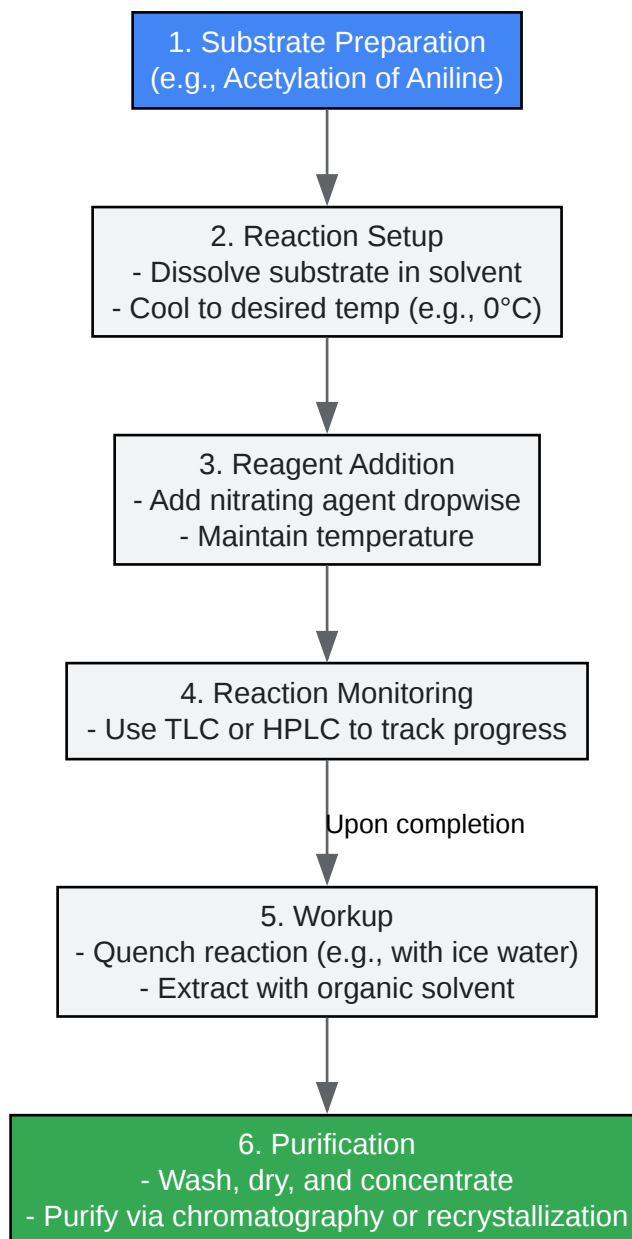 1. Substrate Preparation
(e.g., Acetylation of Aniline)
2. Reaction Setup
- Dissolve substrate in solvent
- Cool to desired temp (e.g., 0°C)
3. Reagent Addition
- Add nitrating agent dropwise
- Maintain temperature
4. Reaction Monitoring
- Use TLC or HPLC to track progress
Upon completion
5. Workup
- Quench reaction (e.g., with ice water)
- Extract with organic solvent
6. Purification
- Wash, dry, and concentrate
- Purify via chromatography or recrystallization